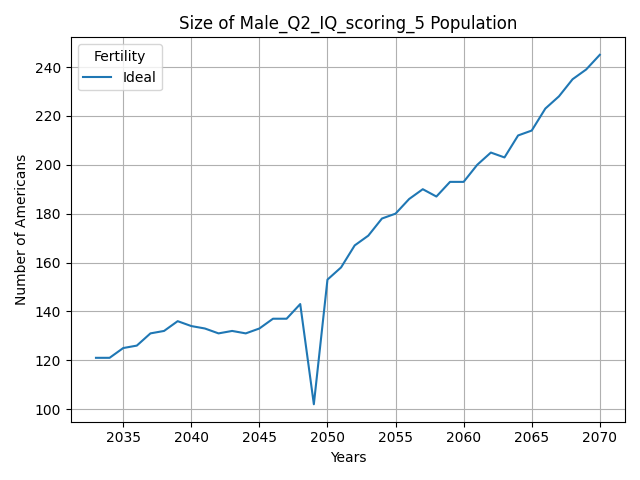 Size of Male_Q2_IQ_scoring_5 Population
Fertility
Ideal
Number of Americans
240
220
200
180
160
140
120
100
2035 2040 2045 2050 2055 2060 2065 2070
Years